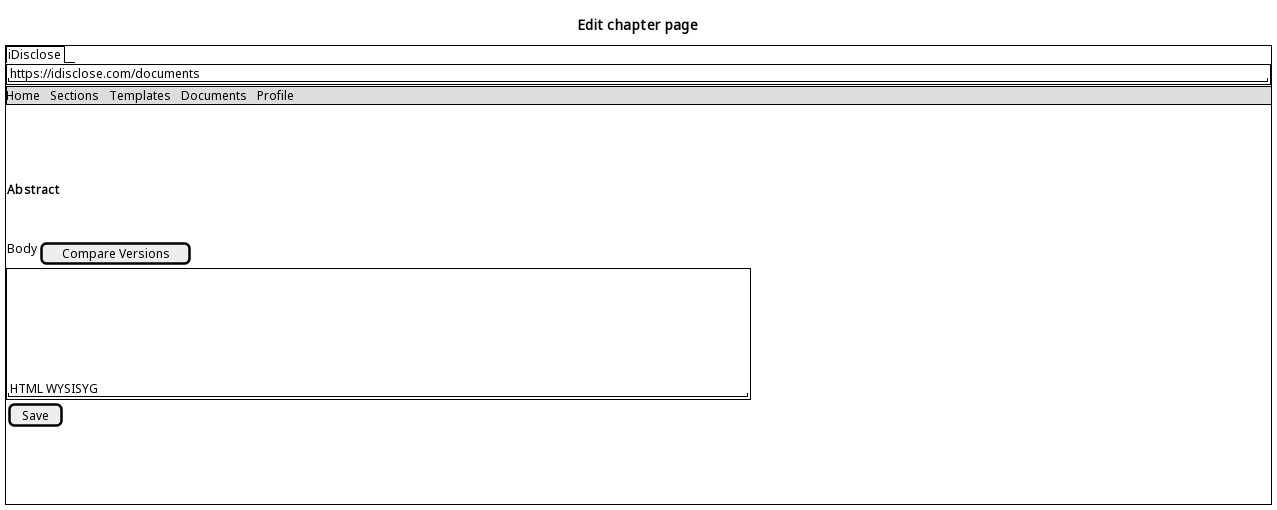 Edit chapter page
iDisclose
https://idisclose.com/documents
Home Sections Templates Documents Profile
Abstract
Body Compare Versions
HTML WYSISYG
Save